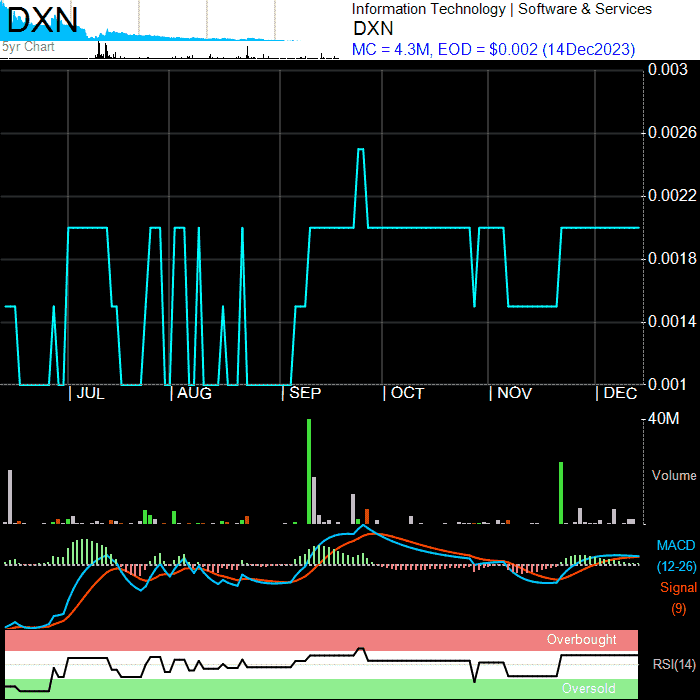 DXN
5yr Chart
Information Technology | Software & Services
DXN
MC = 4.3M, EOD = $0.002 (14Dec2023)
0.003
0.0026
0.0022
0.0018
0.0014
0.001
| JUL | AUG | SEP | OCT | NOV | DEC
40M
Volume
MACD
(12-26)
Signal
(9)
Overbought
RSI(14)
Oversold